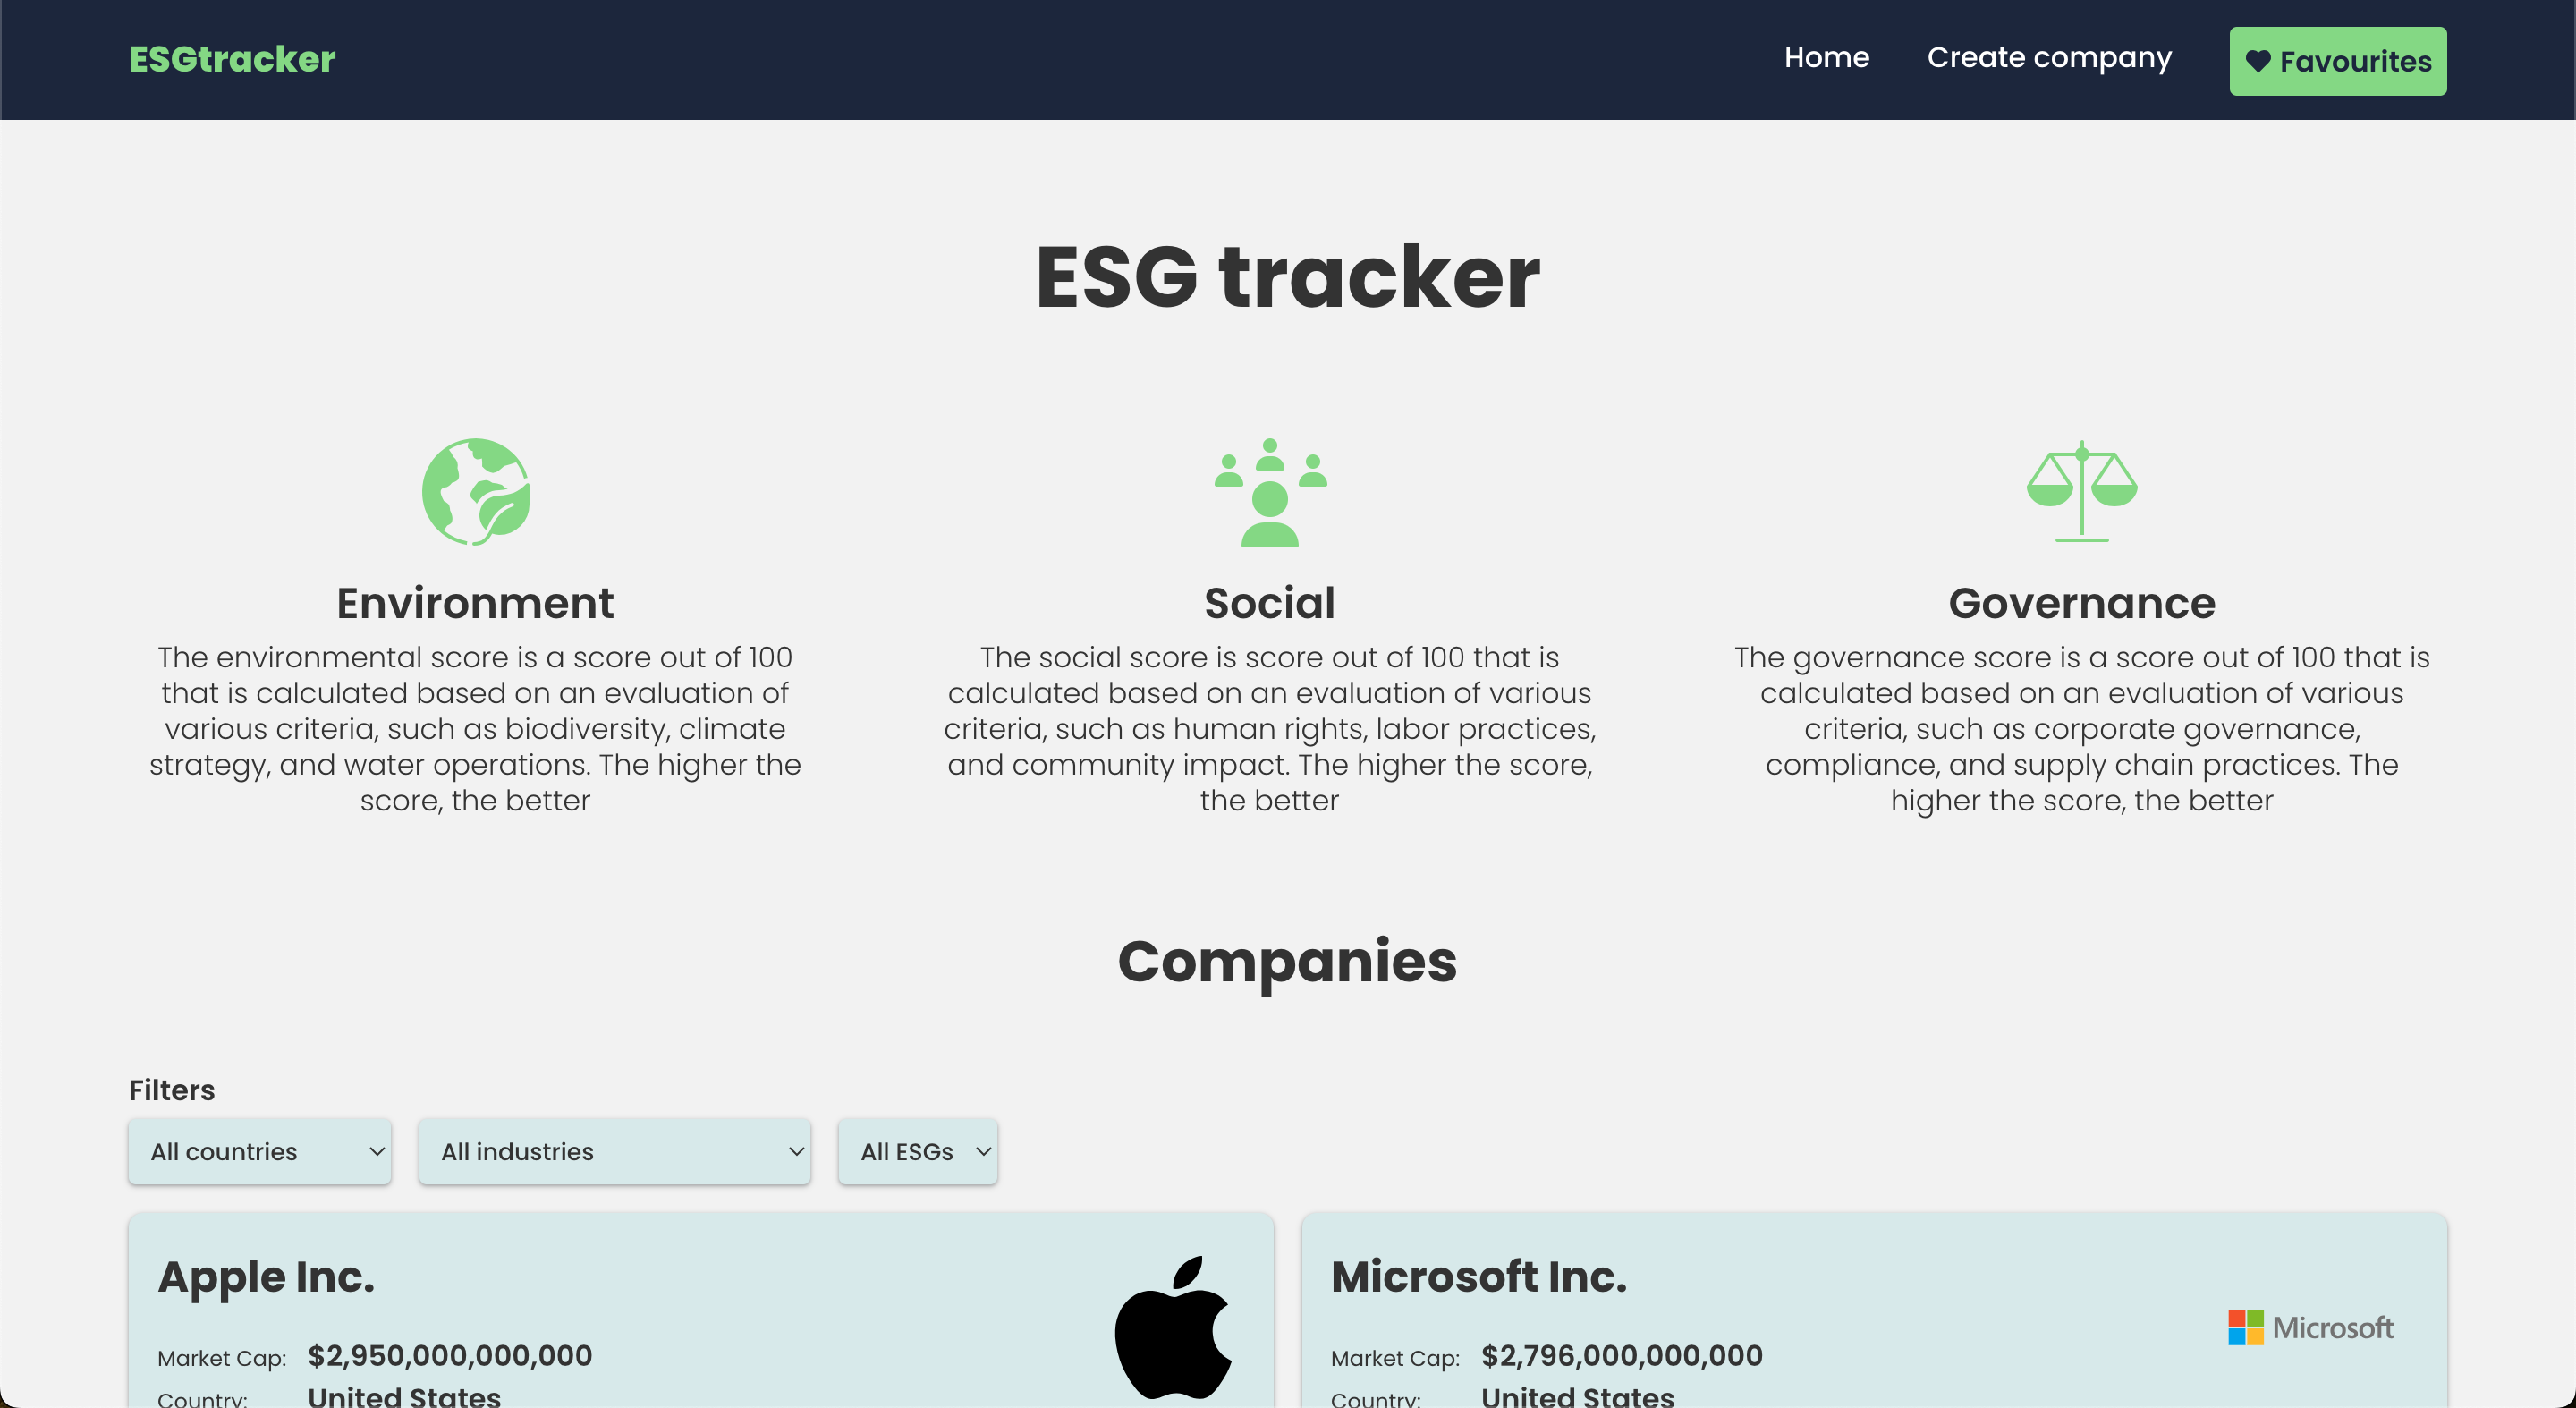 ESGtracker
Home
Create company
Favourites
ESG tracker
Environment
The environmental score is a score out of 100
that is calculated based on an evaluation of
various criteria, such as biodiversity, climate
strategy, and water operations. The higher the
score, the better
Social
The social score is score out of 100 that is
calculated based on an evaluation of various
criteria, such as human rights, labor practices,
and community impact. The higher the score,
the better
Governance
The governance score is a score out of 100 that is
calculated based on an evaluation of various
criteria, such as corporate governance,
compliance, and supply chain practices. The
higher the score, the better
Companies
Filters
All countries
All industries
All ESGs
Apple Inc.
Market Cap: $2,950,000,000,000
Country: United States
Microsoft Inc.
Microsoft
Market Cap: $2,796,000,000,000
Country: United States